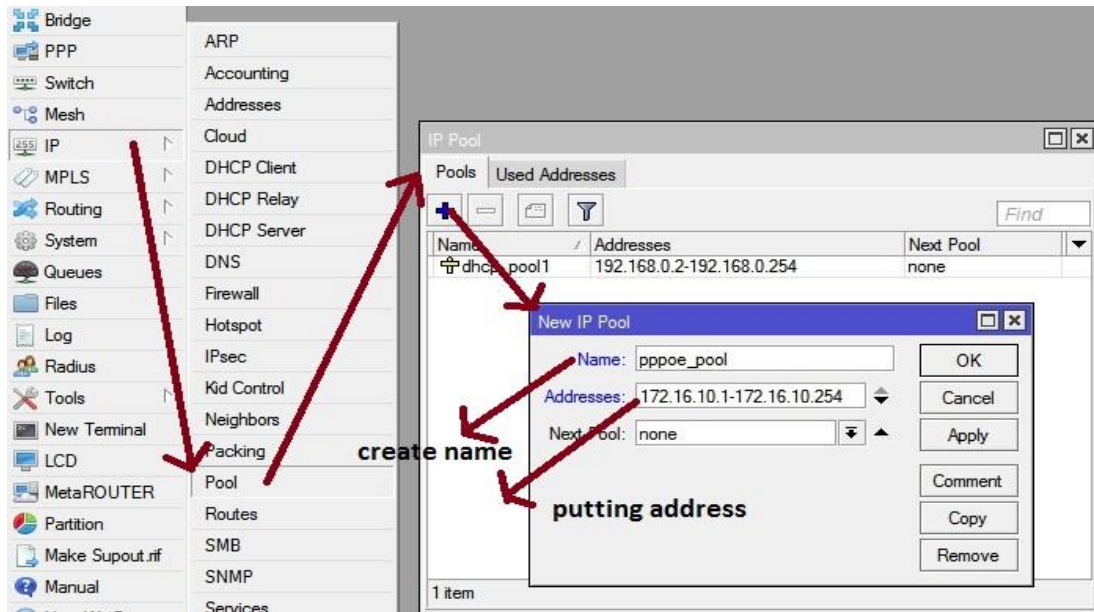 Bridge
PPP
Switch
Mesh
255 IP
MPLS
Routing
System
Queues
Files
Log
Radius
Tools
New Terminal
LCD
MetaROUTER
Partition
Make Supout.rif
Manual
ARP
Accounting
Addresses
Cloud
DHCP Client
DHCP Relay
DHCP Server
DNS
Firewall
Hotspot
IPsec
Kid Control
Neighbors
Packing
Pool
Routes
SMB
SNMP
Services
IP Pool
Pools Used Addresses
Find
Name / Addresses Next Pool
dhcp_pool1 192.168.0.2-192.168.0.254 none
New IP Pool
Name: pppoe_pool OK
Addresses: 172.16.10.1-172.16.10.254 Cancel
Next Pool: none Apply
Comment
Copy
Remove
create name
putting address
1 item